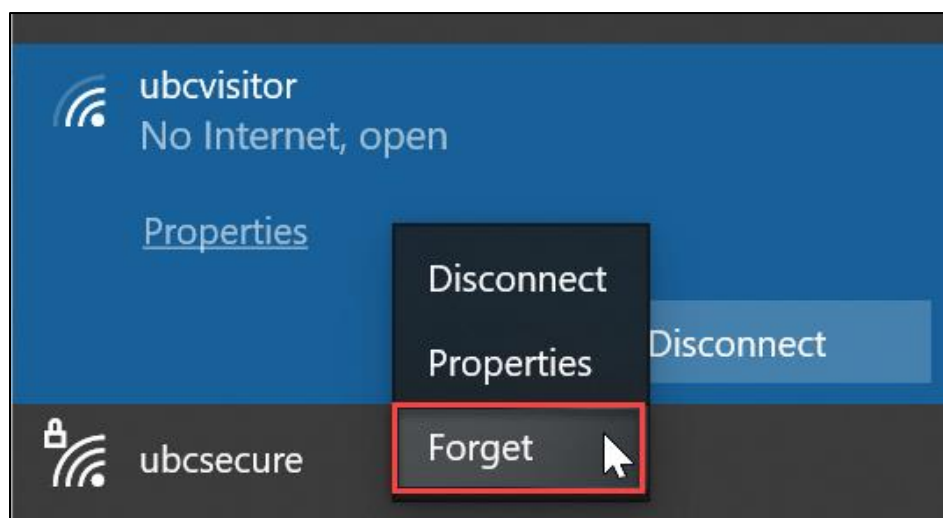 ubcvisitor
No Internet, open
Properties
Disconnect
Properties
Forget
Disconnect
ubcsecure